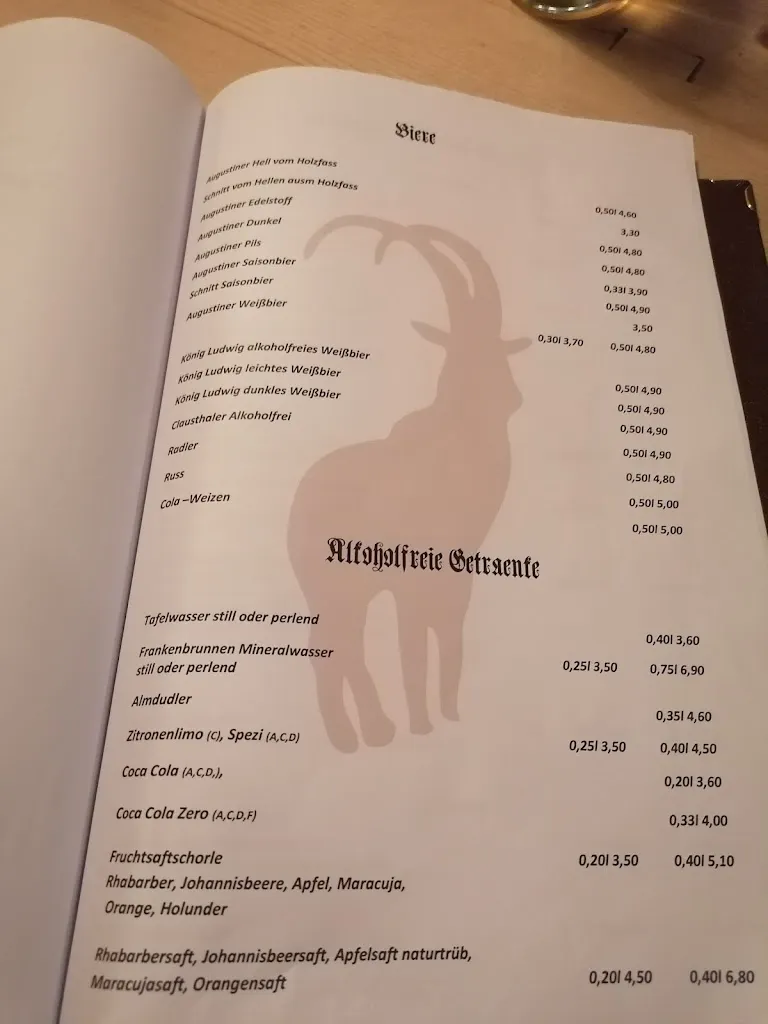 Biere
Augustiner Hell vom Holzfass 0,50l 4,60
Schnitt vom Hellen ausm Holzfass 3,30
Augustiner Edelstoff 0,50l 4,80
Augustiner Dunkel 0,50l 4,80
Augustiner Pils 0,33l 3,90
Augustiner Saisonbier 0,50l 4,90
Schnitt Saisonbier 3,50
Augustiner Weißbier 0,30l 3,70 0,50l 4,80
König Ludwig alkoholfreies Weißbier 0,50l 4,90
König Ludwig leichtes Weißbier 0,50l 4,90
König Ludwig dunkles Weißbier 0,50l 4,90
Clausthaler Alkoholfrei 0,50l 4,90
Radler 0,50l 4,80
Russ 0,50l 5,00
Cola –Weizen 0,50l 5,00
Alkoholfreie Getraenke
Tafelwasser still oder perlend 0,40l 3,60
Frankenbrunnen Mineralwasser
still oder perlend 0,25l 3,50 0,75l 6,90
Almdudler 0,35l 4,60
Zitronenlimo (C), Spezi (A,C,D) 0,25l 3,50 0,40l 4,50
Coca Cola (A,C,D,), 0,20l 3,60
Coca Cola Zero (A,C,D,F) 0,33l 4,00
Fruchtsaftschorle 0,20l 3,50 0,40l 5,10
Rhabarber, Johannisbeere, Apfel, Maracuja,
Orange, Holunder
Rhabarbersaft, Johannisbeersaft, Apfelsaft naturtrüb,
Maracujasaft, Orangensaft 0,20l 4,50 0,40l 6,80